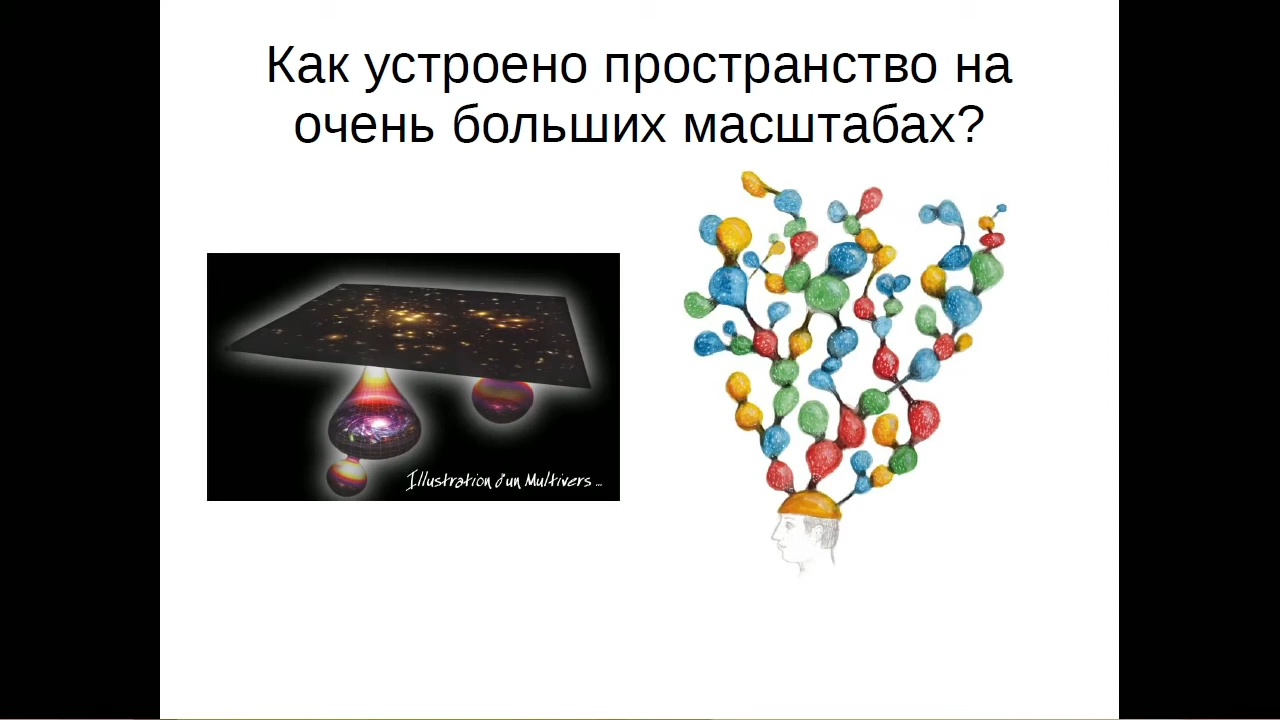 Как устроено пространство на
очень больших масштабах?
Illustration d'un Multivers ...